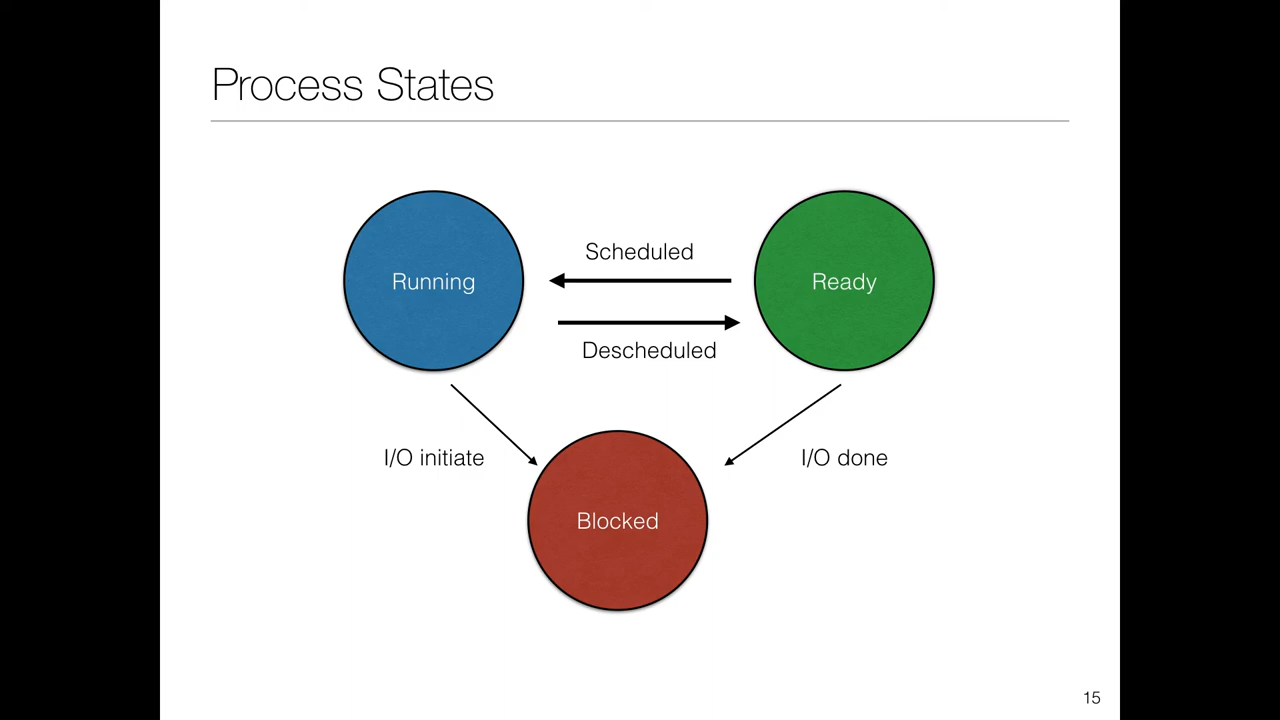 Process States
Scheduled
Running
Ready
Descheduled
I/O initiate
I/O done
Blocked
15